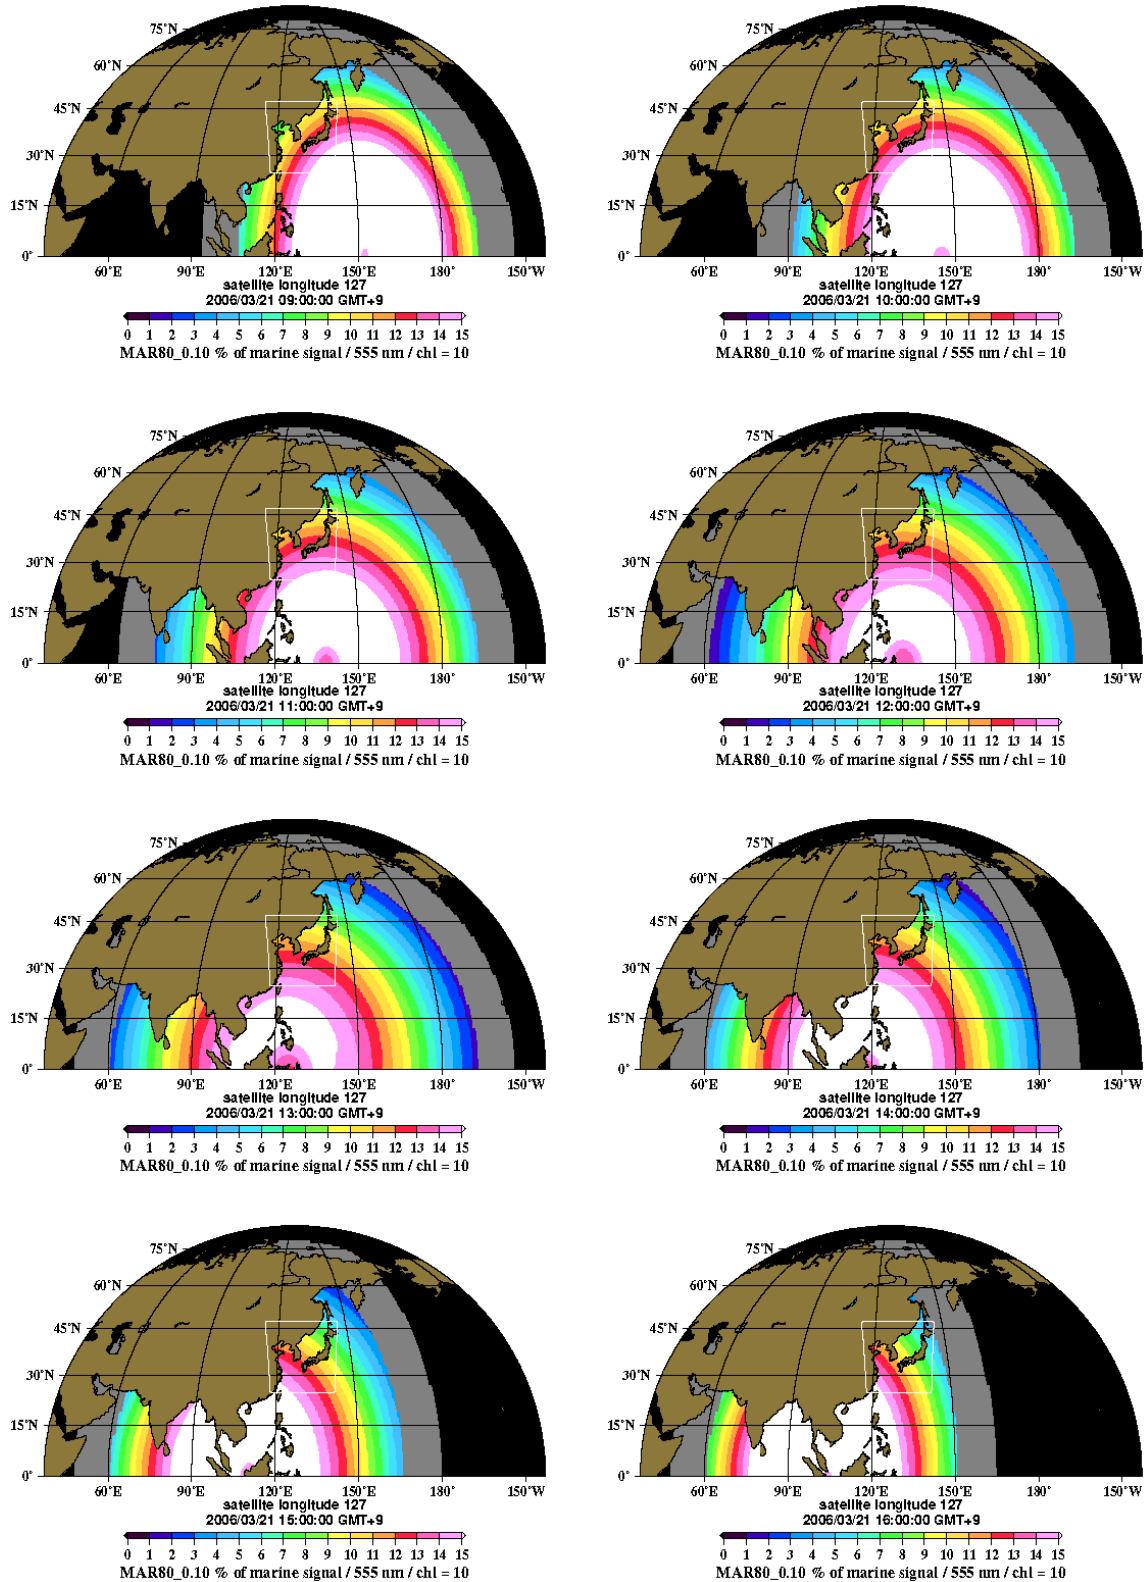 75°N
60°N
45°N
30°N
15°N
0°
60°E 90°E 120°E 150°E 180° 150°W
satellite longitude 127
2006/03/21 09:00:00 GMT+9
0 1 2 3 4 5 6 7 8 9 10 11 12 13 14 15
MAR80_0.10 % of marine signal / 555 nm / chl = 10
75°N
60°N
45°N
30°N
15°N
0°
60°E 90°E 120°E 150°E 180° 150°W
satellite longitude 127
2006/03/21 10:00:00 GMT+9
0 1 2 3 4 5 6 7 8 9 10 11 12 13 14 15
MAR80_0.10 % of marine signal / 555 nm / chl = 10
75°N
60°N
45°N
30°N
15°N
0°
60°E 90°E 120°E 150°E 180° 150°W
satellite longitude 127
2006/03/21 11:00:00 GMT+9
0 1 2 3 4 5 6 7 8 9 10 11 12 13 14 15
MAR80_0.10 % of marine signal / 555 nm / chl = 10
75°N
60°N
45°N
30°N
15°N
0°
60°E 90°E 120°E 150°E 180° 150°W
satellite longitude 127
2006/03/21 12:00:00 GMT+9
0 1 2 3 4 5 6 7 8 9 10 11 12 13 14 15
MAR80_0.10 % of marine signal / 555 nm / chl = 10
75°N
60°N
45°N
30°N
15°N
0°
60°E 90°E 120°E 150°E 180° 150°W
satellite longitude 127
2006/03/21 13:00:00 GMT+9
0 1 2 3 4 5 6 7 8 9 10 11 12 13 14 15
MAR80_0.10 % of marine signal / 555 nm / chl = 10
75°N
60°N
45°N
30°N
15°N
0°
60°E 90°E 120°E 150°E 180° 150°W
satellite longitude 127
2006/03/21 14:00:00 GMT+9
0 1 2 3 4 5 6 7 8 9 10 11 12 13 14 15
MAR80_0.10 % of marine signal / 555 nm / chl = 10
75°N
60°N
45°N
30°N
15°N
0°
60°E 90°E 120°E 150°E 180° 150°W
satellite longitude 127
2006/03/21 15:00:00 GMT+9
0 1 2 3 4 5 6 7 8 9 10 11 12 13 14 15
MAR80_0.10 % of marine signal / 555 nm / chl = 10
75°N
60°N
45°N
30°N
15°N
0°
60°E 90°E 120°E 150°E 180° 150°W
satellite longitude 127
2006/03/21 16:00:00 GMT+9
0 1 2 3 4 5 6 7 8 9 10 11 12 13 14 15
MAR80_0.10 % of marine signal / 555 nm / chl = 10